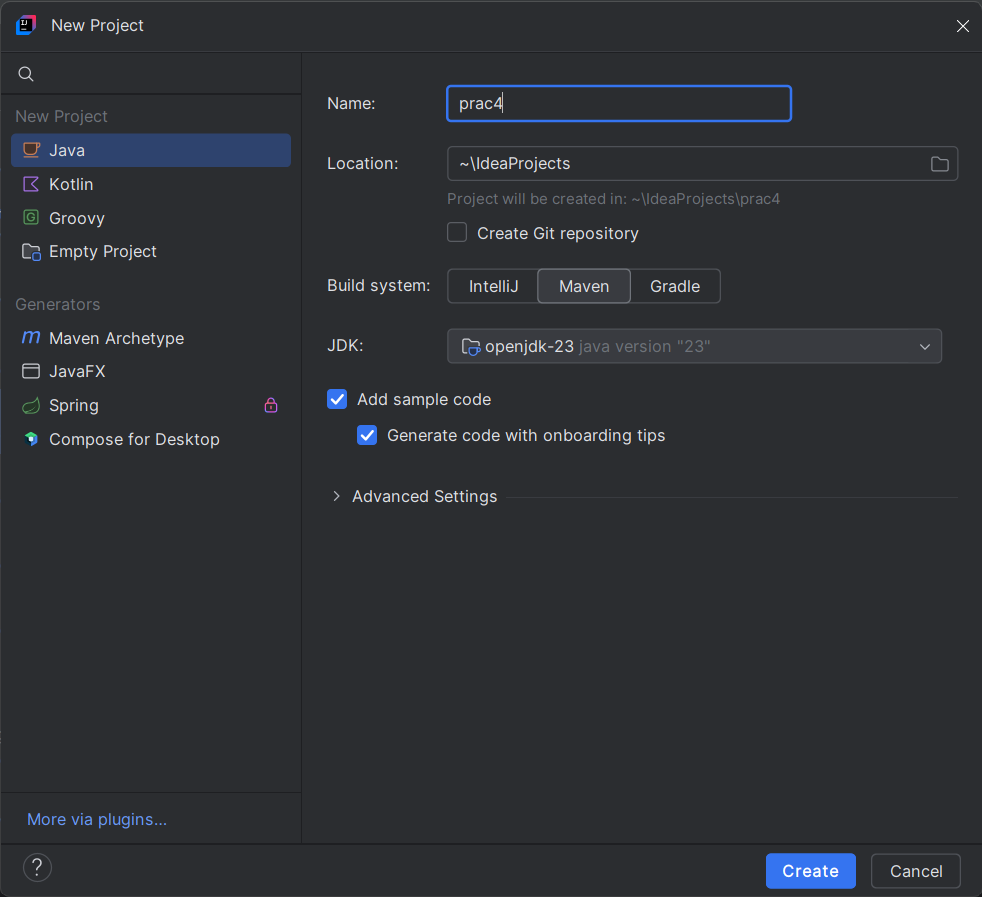 New Project
New Project
Java
Kotlin
Groovy
Empty Project
Generators
Maven Archetype
JavaFX
Spring
Compose for Desktop
More via plugins...
Name: prac4
Location: ~\IdeaProjects
Project will be created in: ~\IdeaProjects\prac4
Create Git repository
Build system: IntelliJ Maven Gradle
JDK: openjdk-23 java version "23"
Add sample code
Generate code with onboarding tips
Advanced Settings
? Create Cancel